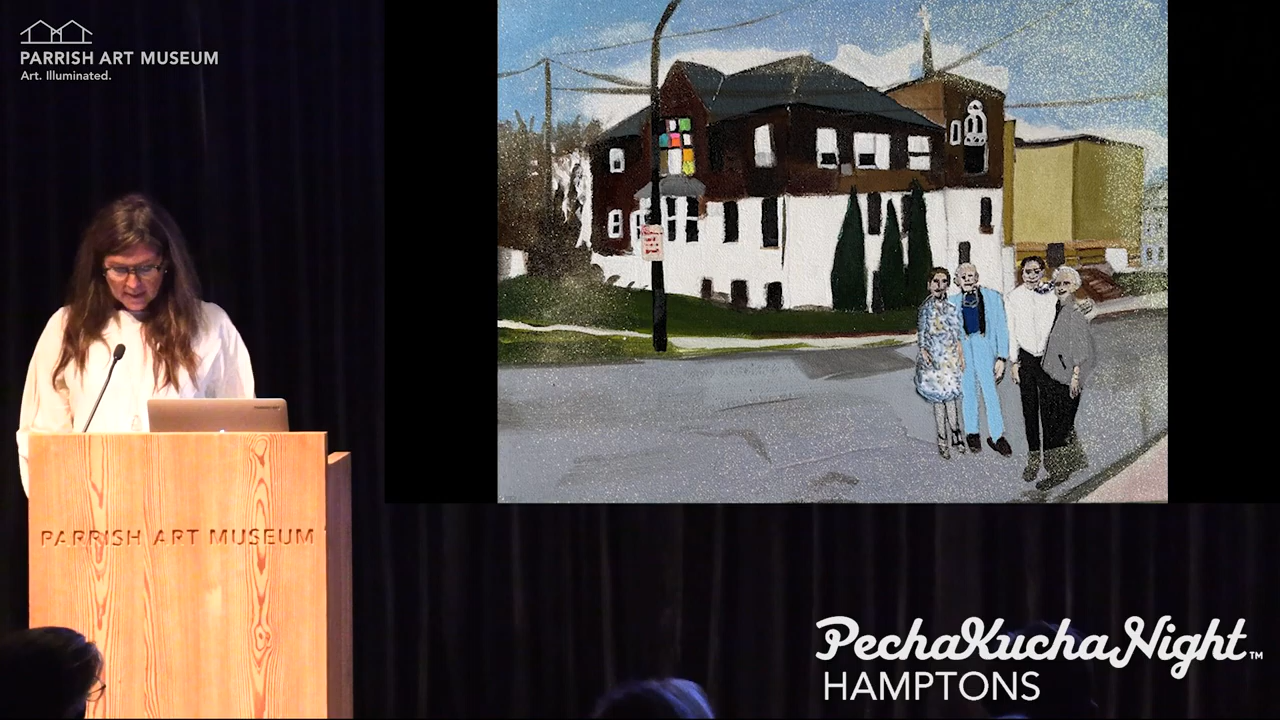 PARRISH ART MUSEUM
Art. Illuminated.
PARRISH ART MUSEUM
PechaKuchaNight™
HAMPTONS